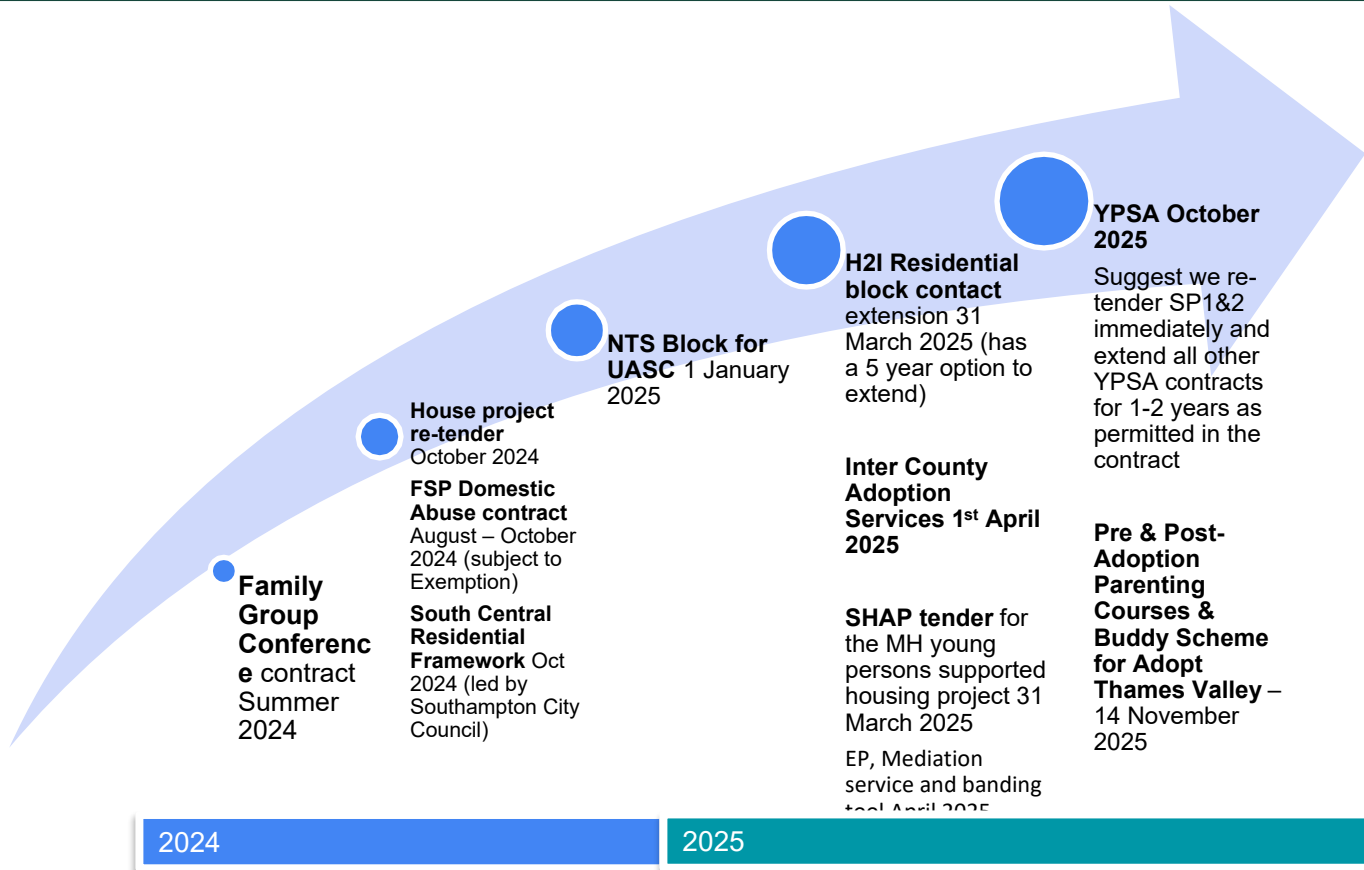 Family
Group
Conferenc
e contract
Summer
2024
House project
re-tender
October 2024
FSP Domestic
Abuse contract
August – October
2024 (subject to
Exemption)
South Central
Residential
Framework Oct
2024 (led by
Southampton City
Council)
NTS Block for
UASC 1 January
2025
H2I Residential
block contact
extension 31
March 2025 (has
a 5 year option to
extend)
Inter County
Adoption
Services 1st April
2025
SHAP tender for
the MH young
persons supported
housing project 31
March 2025
EP, Mediation
service and banding
tool April 2025
YPSA October
2025
Suggest we re-
tender SP1&2
immediately and
extend all other
YPSA contracts
for 1-2 years as
permitted in the
contract
Pre & Post-
Adoption
Parenting
Courses &
Buddy Scheme
for Adopt
Thames Valley –
14 November
2025
2024
2025